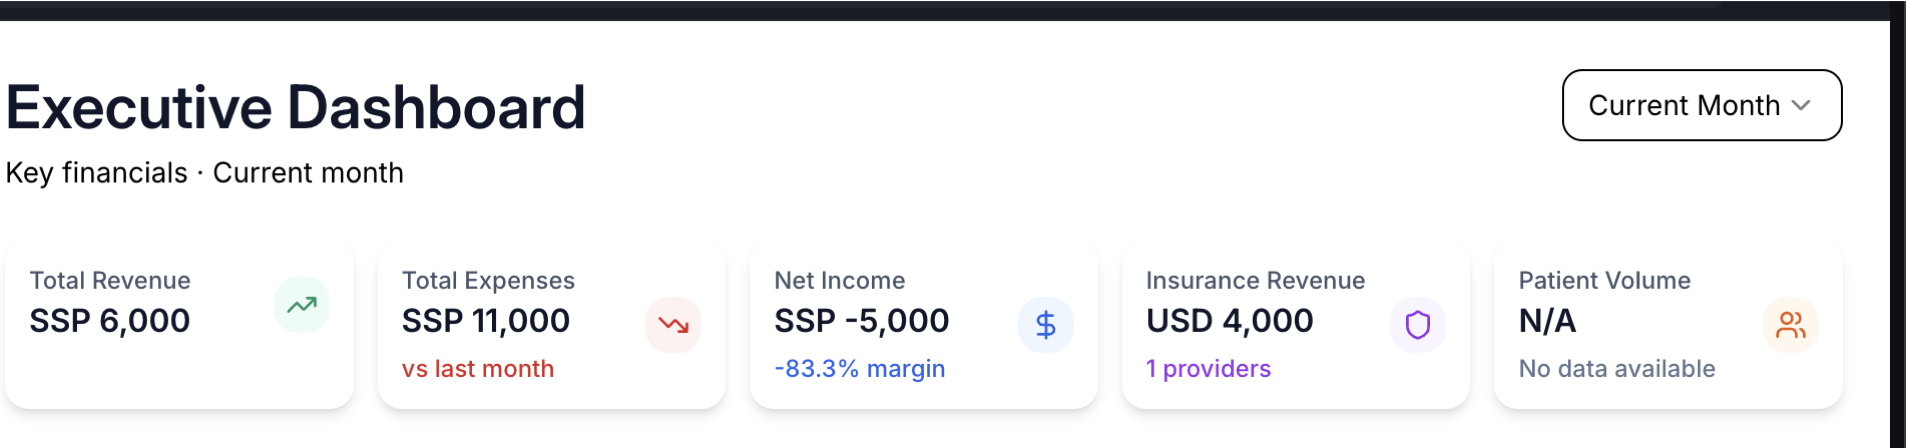 Executive Dashboard
Current Month
Key financials · Current month
Total Revenue
SSP 6,000
Total Expenses
SSP 11,000
vs last month
Net Income
SSP -5,000
-83.3% margin
Insurance Revenue
USD 4,000
1 providers
Patient Volume
N/A
No data available